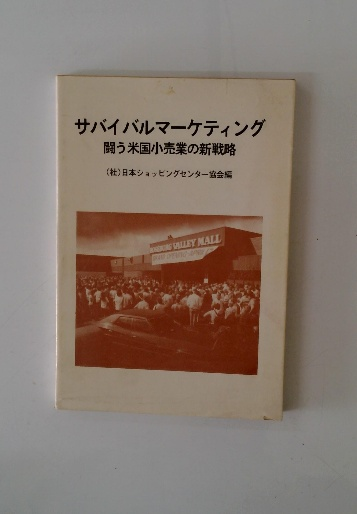 サバイバルマーケティング
闘う米国小売業の新戦略
(社)日本ショッピングセンター協会編
VALLEY MALL